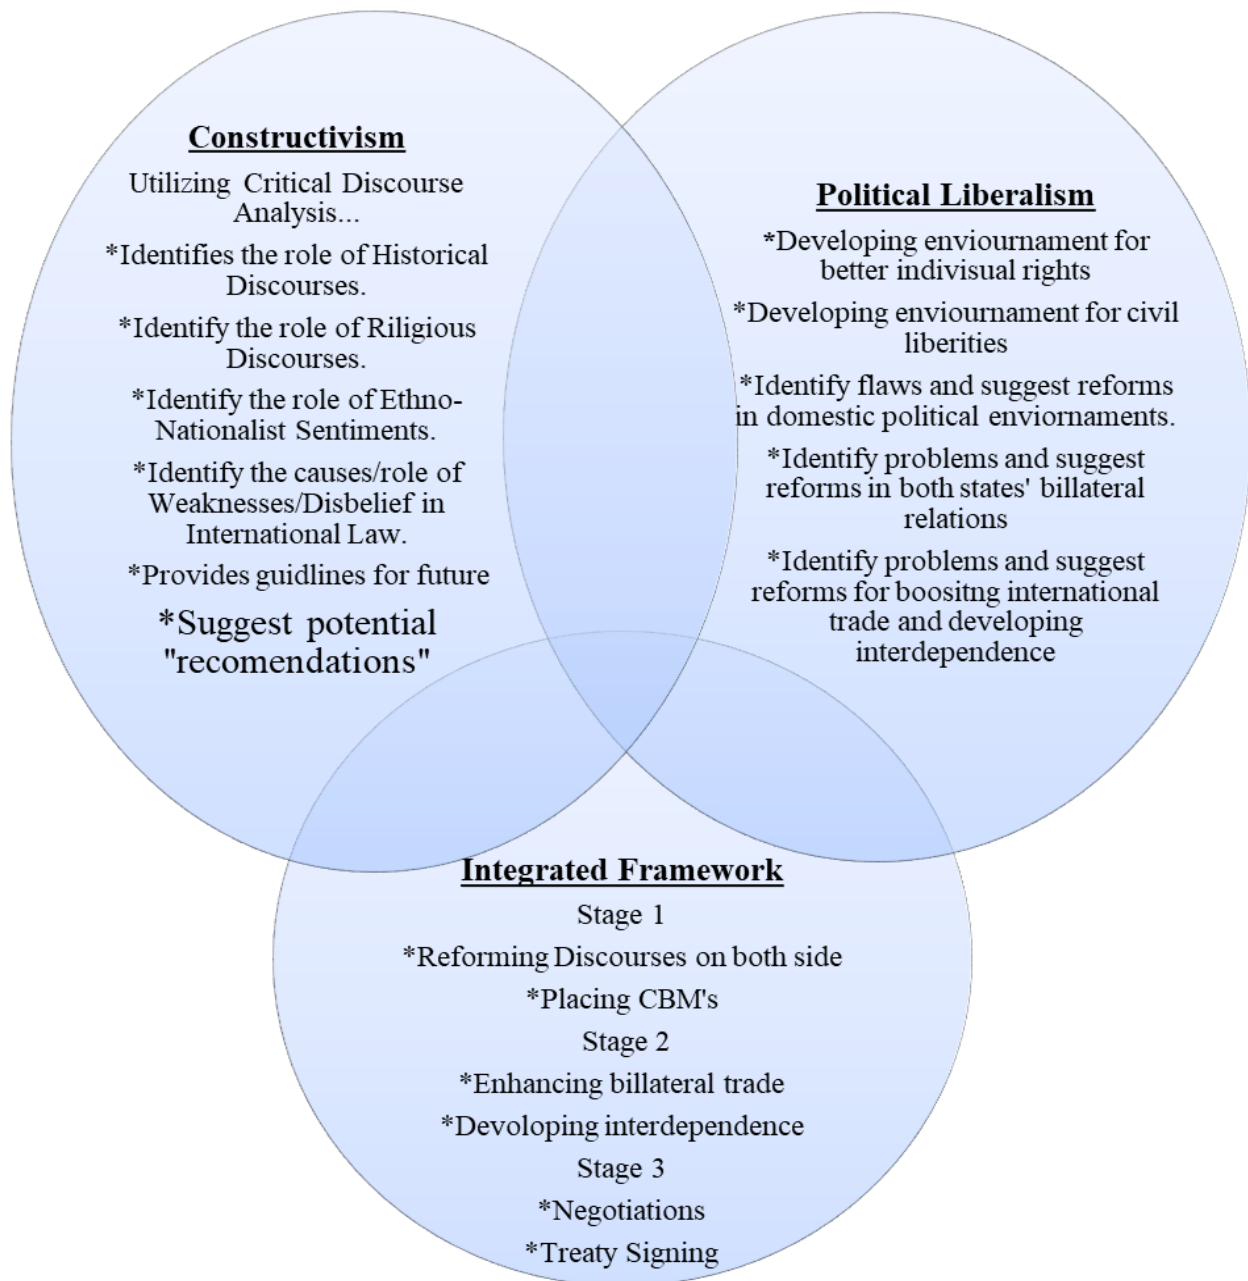 Constructivism
Utilizing Critical Discourse
Analysis...
*Identifies the role of Historical
Discourses.
*Identify the role of Riligious
Discourses.
*Identify the role of Ethno-
Nationalist Sentiments.
*Identify the causes/role of
Weaknesses/Disbelief in
International Law.
*Provides guidlines for future
*Suggest potential
"recomendations"
Political Liberalism
*Developing enviournament for
better indivisual rights
*Developing enviournament for civil
liberities
*Identify flaws and suggest reforms
in domestic political enviornaments.
*Identify problems and suggest
reforms in both states' billateral
relations
*Identify problems and suggest
reforms for boositng international
trade and developing
interdependence
Integrated Framework
Stage 1
*Reforming Discourses on both side
*Placing CBM's
Stage 2
*Enhancing billateral trade
*Devoloping interdependence
Stage 3
*Negotiations
*Treaty Signing